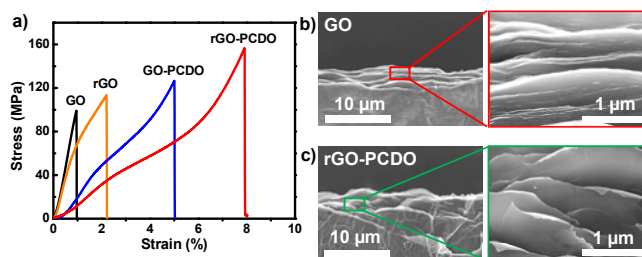 a)
160
120
80
40
0
Stress (MPa)
GO
rGO
GO-PCDO
rGO-PCDO
0 2 4 6 8 10
Strain (%)
b)
GO
10 µm
1 µm
c)
rGO-PCDO
10 µm
1 µm